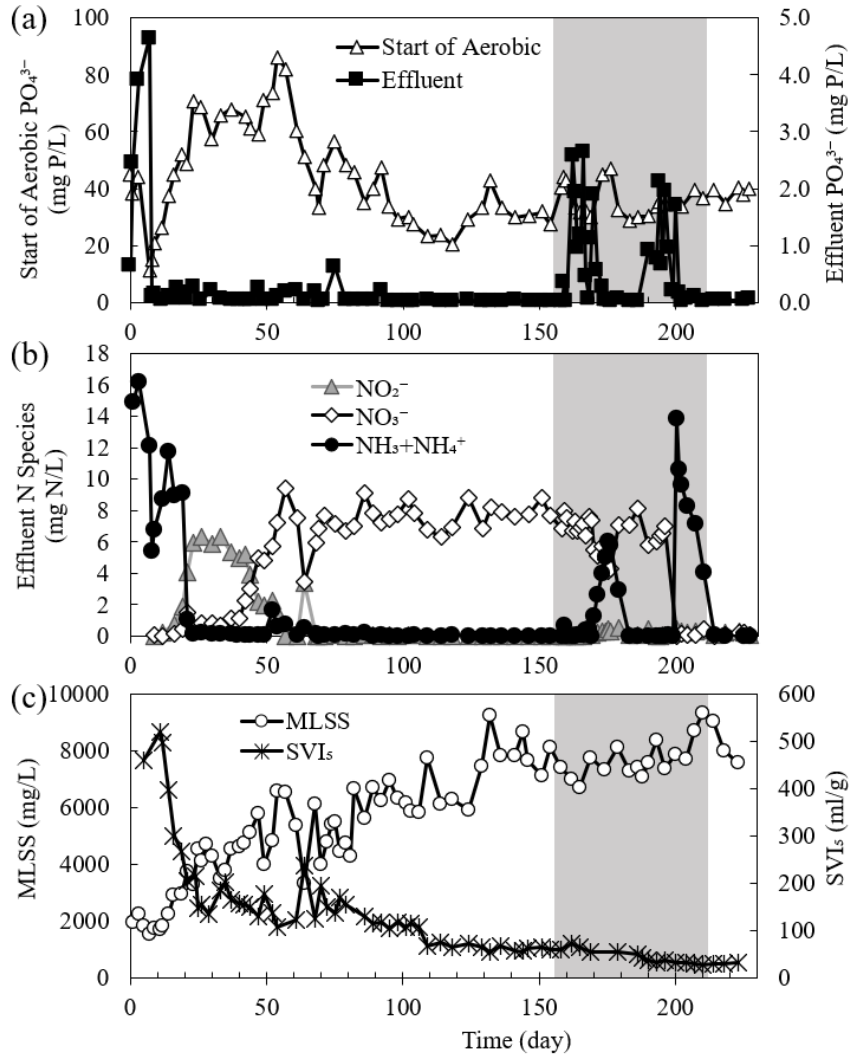 (a)
100
80
60
40
20
0
Start of Aerobic PO₄³⁻
(mg P/L)
Start of Aerobic
Effluent
5.0
4.0
3.0
2.0
1.0
0.0
Effluent PO₄³⁻ (mg P/L)
0 50 100 150 200
(b)
18
16
14
12
10
8
6
4
2
0
Effluent N Species
(mg N/L)
NO₂⁻
NO₃⁻
NH₃+NH₄⁺
0 50 100 150 200
(c)
10000
8000
6000
4000
2000
0
MLSS (mg/L)
MLSS
SVI₅
600
500
400
300
200
100
0
SVI₅ (ml/g)
0 50 100 150 200
Time (day)